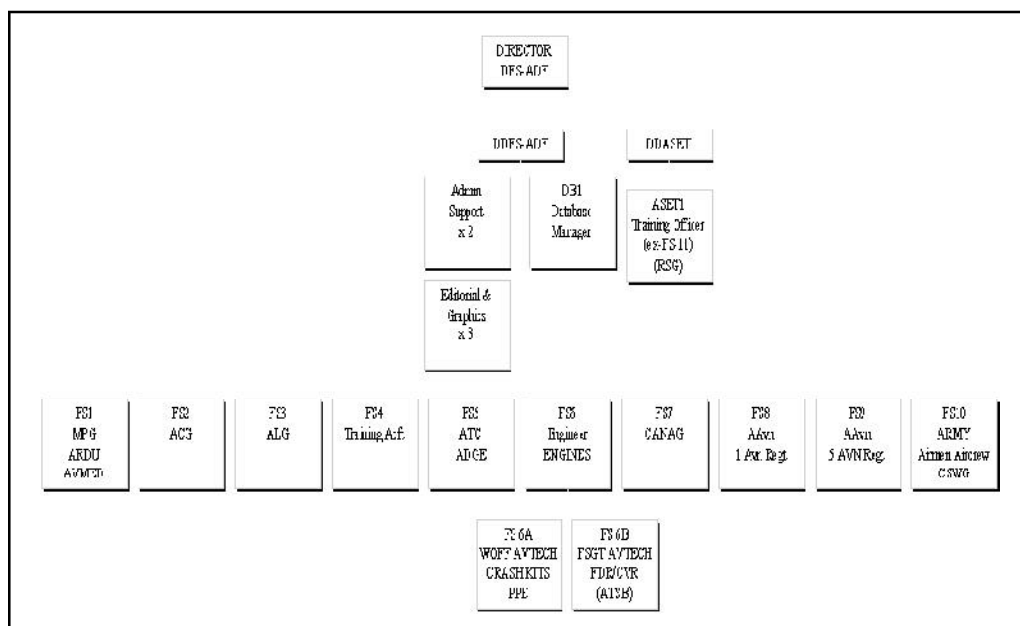 DIRECTOR
DFS-ADF
DDFS-ADF
DDASET
Admin
Support
x 2
DB1
Database
Manager
ASET1
Training Officer
(ex-FS11)
(RSG)
Editorial &
Graphics
x 3
FS1
MPG
ARDU
AVMED
FS2
ACG
FS3
ALG
FS4
Training Acft
FS5
ATC
ADGE
FS6
Engineer
ENGINES
FS7
CANAG
FS8
AAvn
1 Avn Regt
FS9
AAvn
5 AVN Regt
FS10
ARMY
Airmen Aircrew
CSWG
FS6A
WOFF AVTECH
CRASH KITS
PPE
FS6B
FSGT AVTECH
FDR/CVR
(ATSB)